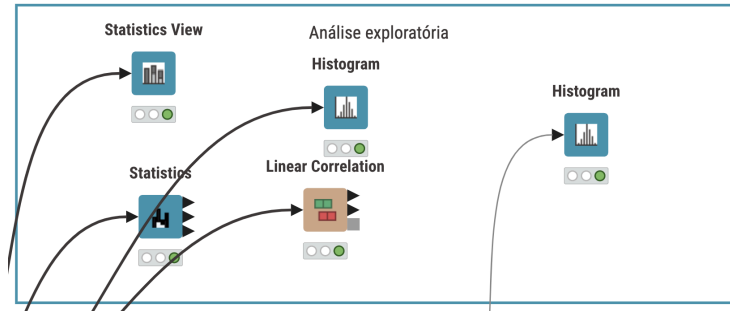 Statistics View
Análise exploratória
Histogram
Histogram
Statistics
Linear Correlation